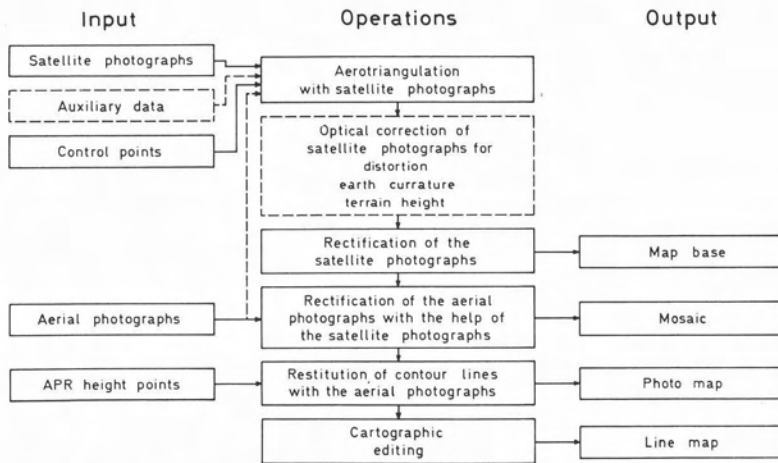 Input
Operations
Output
Satellite photographs
Auxiliary data
Control points
Aerial photographs
APR height points
Aerotriangulation
with satellite photographs
Optical correction of
satellite photographs for
distortion
earth currature
terrain height
Rectification of the
satellite photographs
Rectification of the aerial
photographs with the help of
the satellite photographs
Restitution of contour lines
with the aerial photographs
Cartographic
editing
Map base
Mosaic
Photo map
Line map